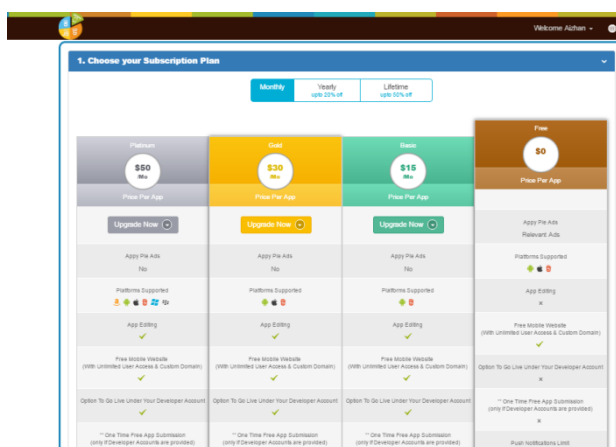 Welcome Aizhan
1. Choose your Subscription Plan
Monthly
Yearly
upto 20% off
Lifetime
upto 50% off
Platinum
$50
/Mo
Price Per App
Upgrade Now
Appy Pie Ads
No
Platforms Supported
App Editing
Free Mobile Website
(With Unlimited User Access & Custom Domain)
Option To Go Live Under Your Developer Account
** One Time Free App Submission
(only if Developer Accounts are provided)
Gold
$30
/Mo
Price Per App
Upgrade Now
Appy Pie Ads
No
Platforms Supported
App Editing
Free Mobile Website
(With Unlimited User Access & Custom Domain)
Option To Go Live Under Your Developer Account
** One Time Free App Submission
(only if Developer Accounts are provided)
Basic
$15
/Mo
Price Per App
Upgrade Now
Appy Pie Ads
No
Platforms Supported
App Editing
Free Mobile Website
(With Unlimited User Access & Custom Domain)
Option To Go Live Under Your Developer Account
** One Time Free App Submission
(only if Developer Accounts are provided)
Free
$0
Price Per App
Appy Pie Ads
Relevant Ads
Platforms Supported
App Editing
Free Mobile Website
(With Unlimited User Access & Custom Domain)
Option To Go Live Under Your Developer Account
** One Time Free App Submission
(only if Developer Accounts are provided)
Push Notifications Limit